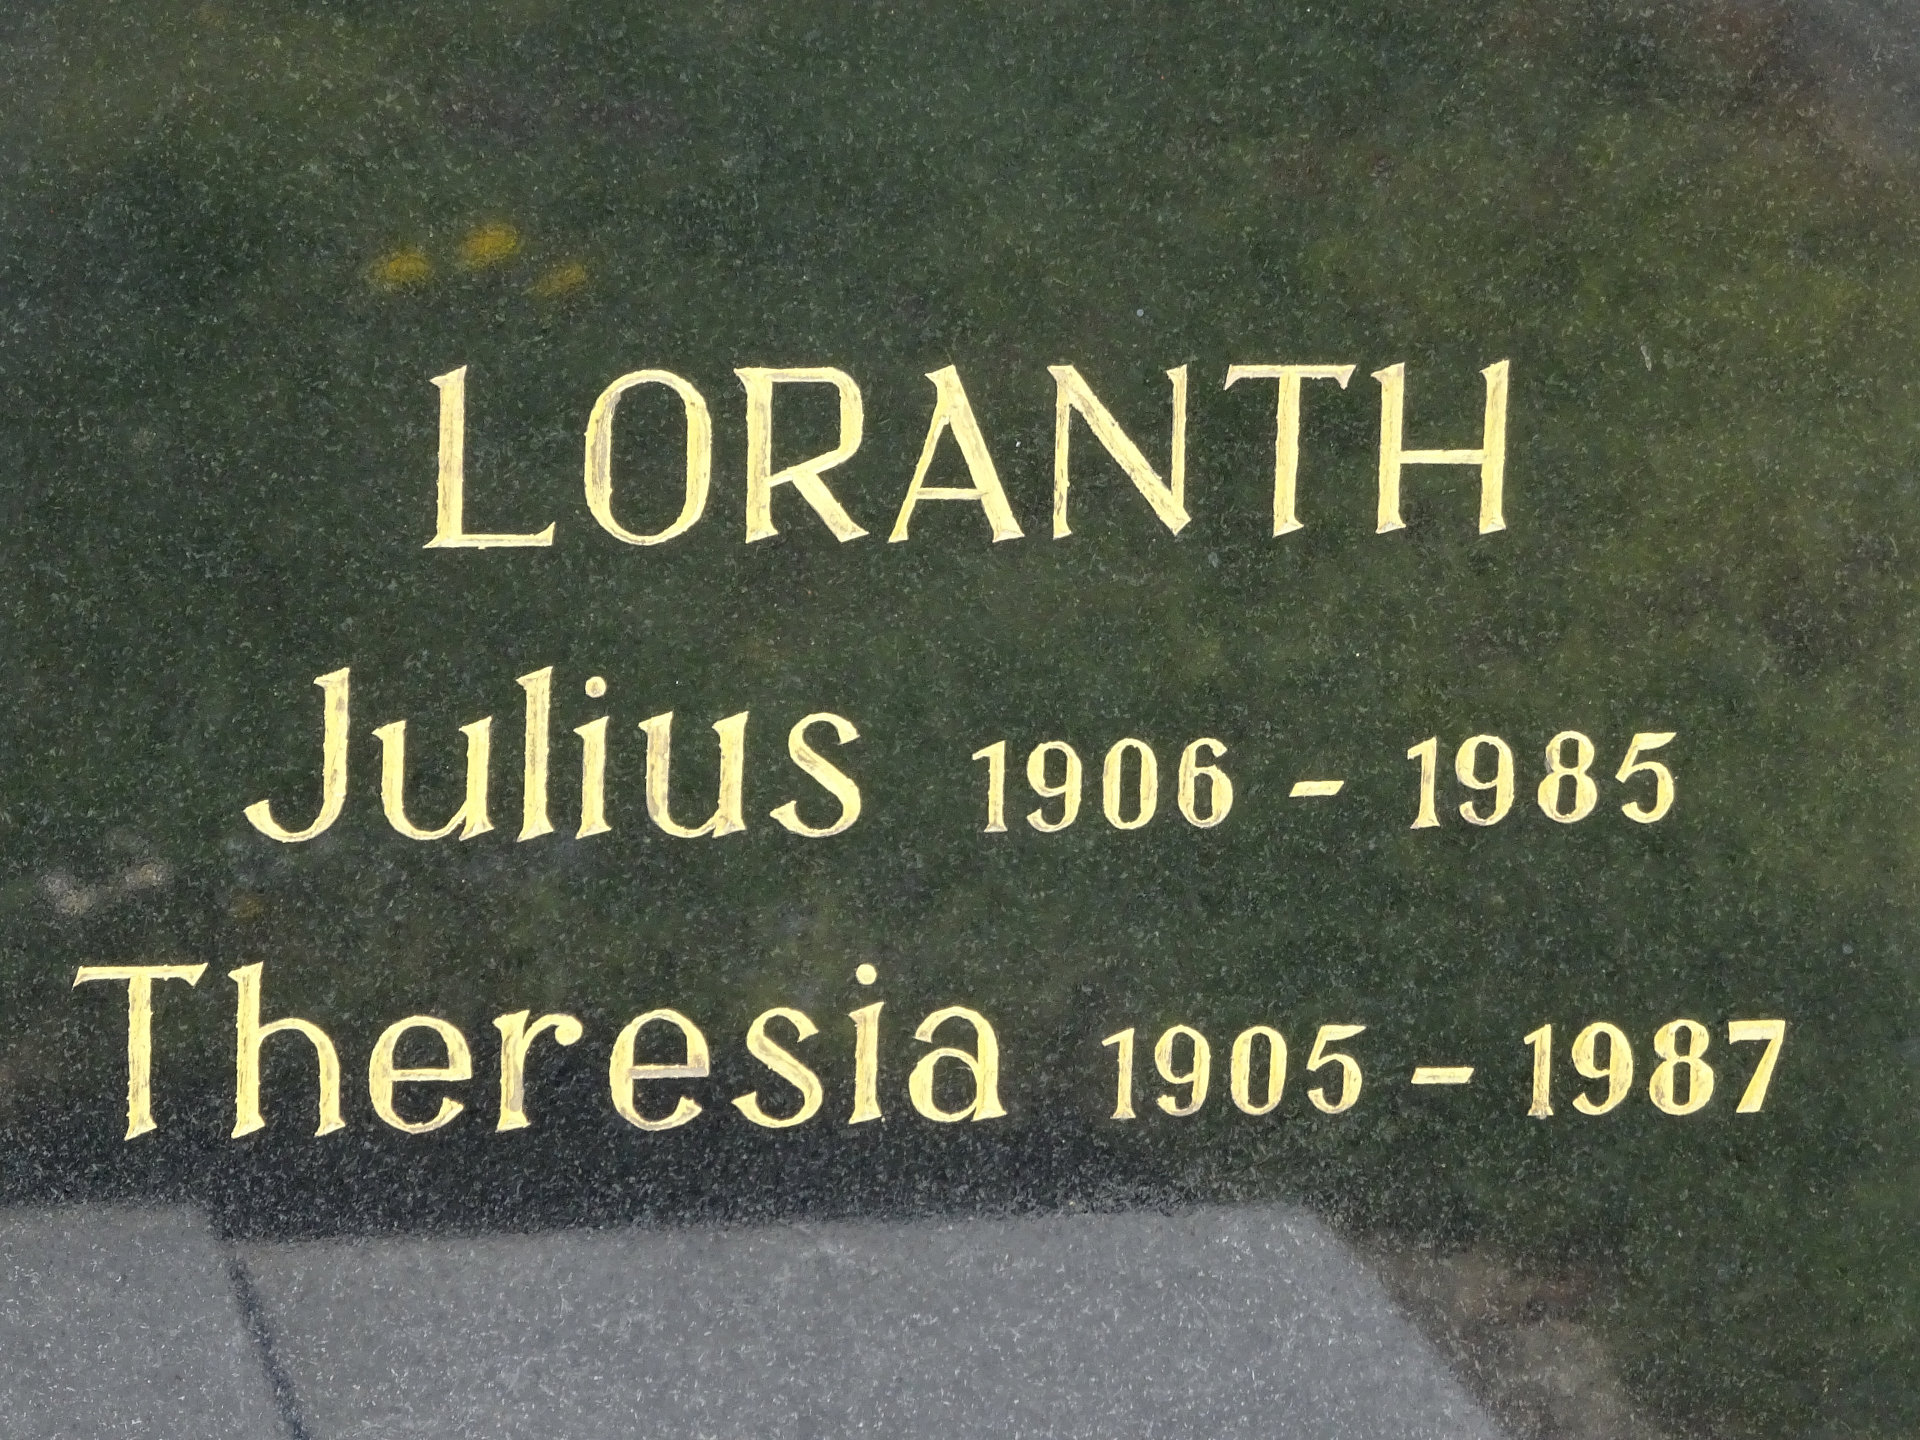 LORANTH
Julius 1906 - 1985
Theresia 1905 - 1987